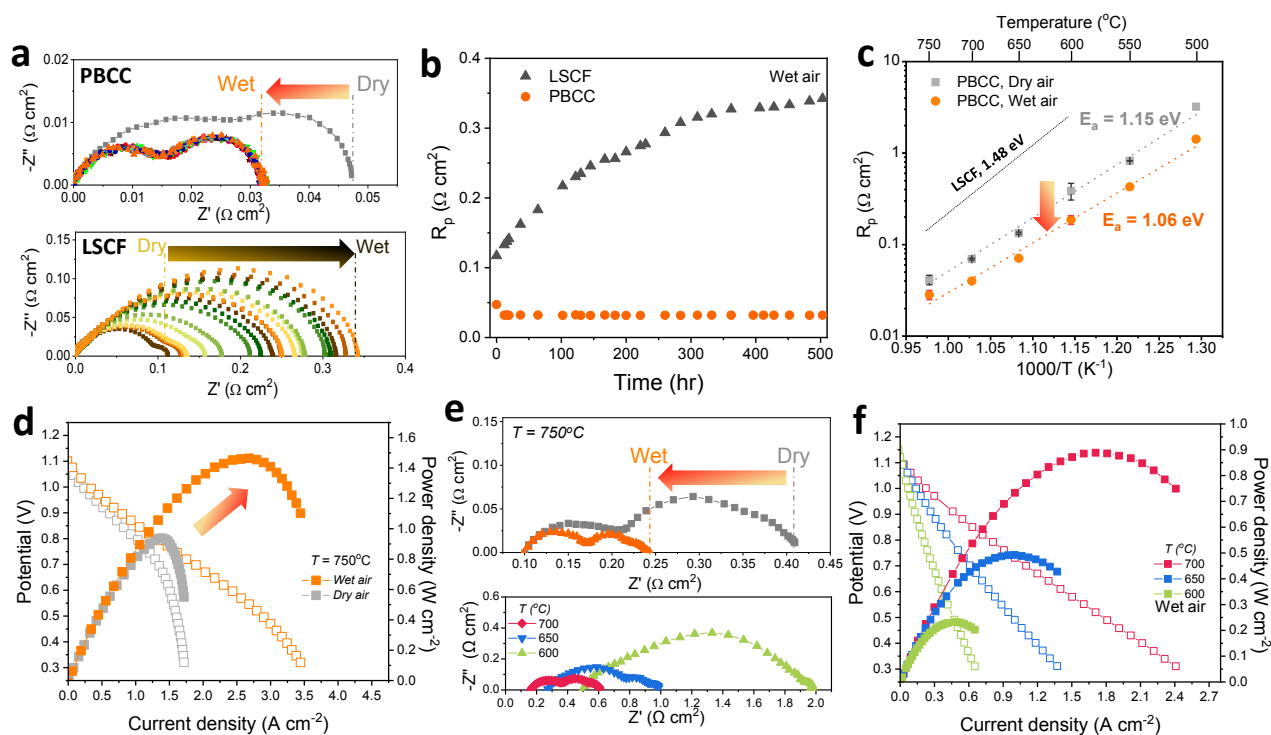 a
PBCC
Wet
Dry
0.02
0.01
0.00
-Z" (Ω cm²)
0.00 0.01 0.02 0.03 0.04 0.05
Z' (Ω cm²)
LSCF
Dry
Wet
0.15
0.10
0.05
0.00
-Z" (Ω cm²)
0.0 0.1 0.2 0.3 0.4
Z' (Ω cm²)
b
LSCF
PBCC
Wet air
0.4
0.3
0.2
0.1
0.0
Rp (Ω cm²)
0 100 200 300 400 500
Time (hr)
c
Temperature (°C)
750 700 650 600 550 500
PBCC, Dry air
PBCC, Wet air
Ea = 1.15 eV
LSCF, 1.48 eV
Ea = 1.06 eV
10
1
0.1
0.01
Rp (Ω cm²)
0.95 1.00 1.05 1.10 1.15 1.20 1.25 1.30
1000/T (K⁻¹)
d
1.2
1.1
1.0
0.9
0.8
0.7
0.6
0.5
0.4
0.3
Potential (V)
1.6
1.4
1.2
1.0
0.8
0.6
0.4
0.2
0.0
Power density (W cm⁻²)
T = 750°C
Wet air
Dry air
0.0 0.5 1.0 1.5 2.0 2.5 3.0 3.5 4.0 4.5
Current density (A cm⁻²)
e
T = 750°C
Wet
Dry
0.15
0.10
0.05
0.00
-Z" (Ω cm²)
0.10 0.15 0.20 0.25 0.30 0.35 0.40 0.45
Z' (Ω cm²)
T (°C)
700
650
600
0.8
0.4
0.0
-Z" (Ω cm²)
0.0 0.2 0.4 0.6 0.8 1.0 1.2 1.4 1.6 1.8 2.0
Z' (Ω cm²)
f
1.2
1.1
1.0
0.9
0.8
0.7
0.6
0.5
0.4
0.3
Potential (V)
1.0
0.9
0.8
0.7
0.6
0.5
0.4
0.3
0.2
0.1
0.0
Power density (W cm⁻²)
T (°C)
700
650
600
Wet air
0.0 0.3 0.6 0.9 1.2 1.5 1.8 2.1 2.4 2.7
Current density (A cm⁻²)